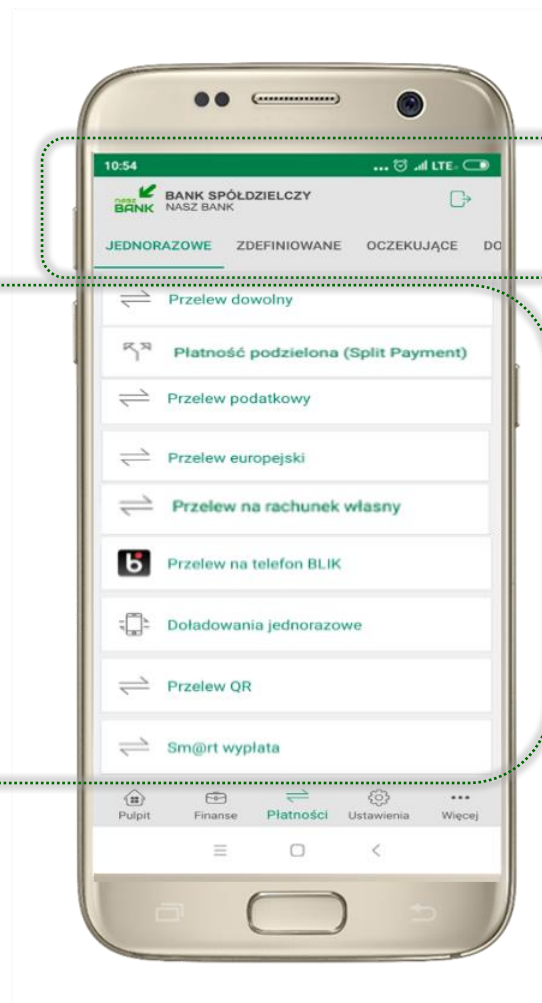 10:54
... LTE
nasz BANK
BANK SPÓŁDZIELCZY
NASZ BANK
JEDNORAZOWE ZDEFINIOWANE OCZEKUJĄCE DO
Przelew dowolny
Płatność podzielona (Split Payment)
Przelew podatkowy
Przelew europejski
Przelew na rachunek własny
b Przelew na telefon BLIK
Doładowania jednorazowe
Przelew QR
Sm@rt wypłata
Pulpit Finanse Płatności Ustawienia Więcej